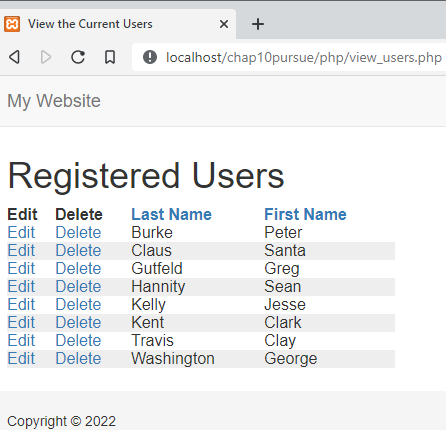 View the Current Users
localhost/chap10pursue/php/view_users.php
My Website
Registered Users
Edit Delete Last Name First Name
Edit Delete Burke Peter
Edit Delete Claus Santa
Edit Delete Gutfeld Greg
Edit Delete Hannity Sean
Edit Delete Kelly Jesse
Edit Delete Kent Clark
Edit Delete Travis Clay
Edit Delete Washington George
Copyright © 2022